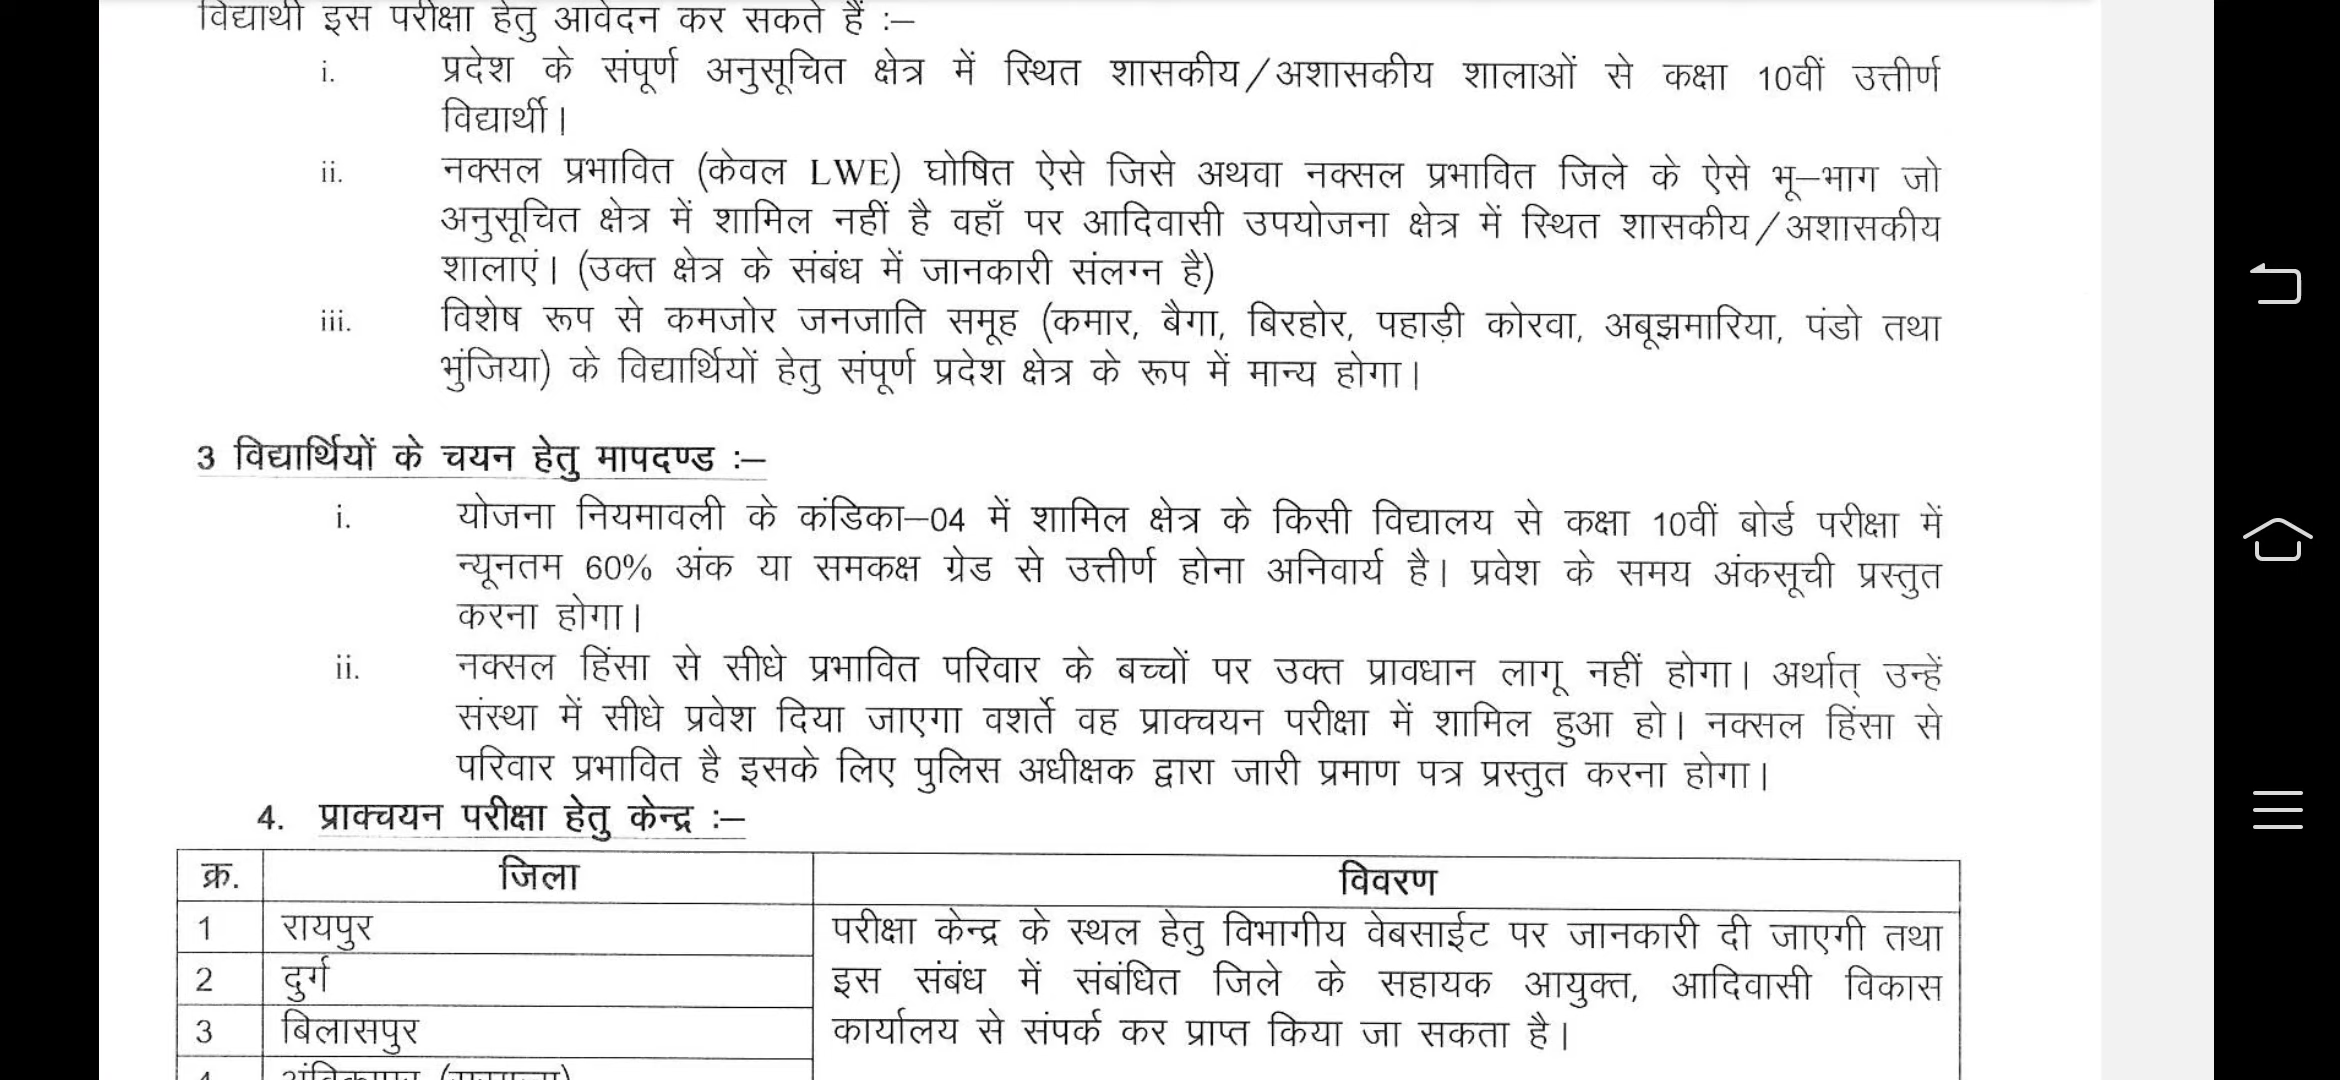 विद्यार्थी इस परीक्षा हेतु आवेदन कर सकते हैं :–
i. प्रदेश के संपूर्ण अनुसूचित क्षेत्र में स्थित शासकीय/अशासकीय शालाओं से कक्षा 10वीं उत्तीर्ण
विद्यार्थी।
ii. नक्सल प्रभावित (केवल LWE) घोषित ऐसे जिसे अथवा नक्सल प्रभावित जिले के ऐसे भू–भाग जो
अनुसूचित क्षेत्र में शामिल नहीं है वहाँ पर आदिवासी उपयोजना क्षेत्र में स्थित शासकीय/अशासकीय
शालाएं। (उक्त क्षेत्र के संबंध में जानकारी संलग्न है)
iii. विशेष रूप से कमजोर जनजाति समूह (कमार, बैगा, बिरहोर, पहाड़ी कोरवा, अबूझमारिया, पंडो तथा
भुंजिया) के विद्यार्थियों हेतु संपूर्ण प्रदेश क्षेत्र के रूप में मान्य होगा।
3 विद्यार्थियों के चयन हेतु मापदण्ड :–
i. योजना नियमावली के कंडिका–04 में शामिल क्षेत्र के किसी विद्यालय से कक्षा 10वीं बोर्ड परीक्षा में
न्यूनतम 60% अंक या समकक्ष ग्रेड से उत्तीर्ण होना अनिवार्य है। प्रवेश के समय अंकसूची प्रस्तुत
करना होगा।
ii. नक्सल हिंसा से सीधे प्रभावित परिवार के बच्चों पर उक्त प्रावधान लागू नहीं होगा। अर्थात् उन्हें
संस्था में सीधे प्रवेश दिया जाएगा वशर्ते वह प्राक्चयन परीक्षा में शामिल हुआ हो। नक्सल हिंसा से
परिवार प्रभावित है इसके लिए पुलिस अधीक्षक द्वारा जारी प्रमाण पत्र प्रस्तुत करना होगा।
4. प्राक्चयन परीक्षा हेतु केन्द्र :–
क्र. जिला विवरण
1 रायपुर परीक्षा केन्द्र के स्थल हेतु विभागीय वेबसाईट पर जानकारी दी जाएगी तथा
2 दुर्ग इस संबंध में संबंधित जिले के सहायक आयुक्त, आदिवासी विकास
3 बिलासपुर कार्यालय से संपर्क कर प्राप्त किया जा सकता है।